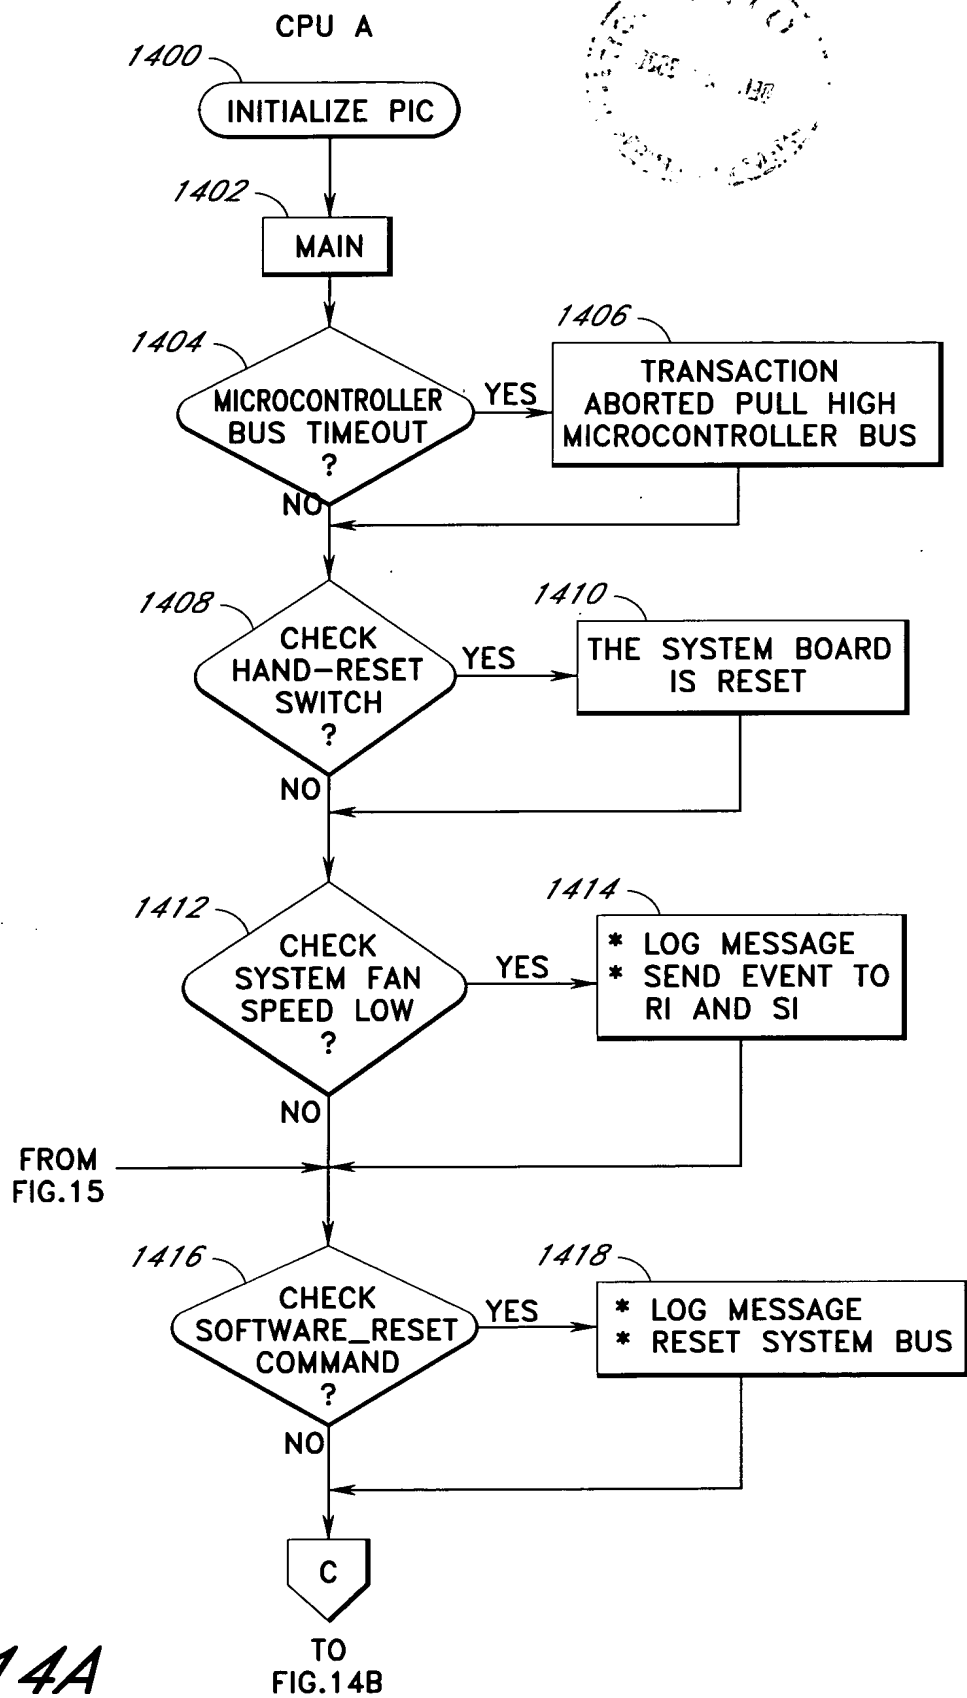 CPU A
1400
INITIALIZE PIC
1402
MAIN
1404
MICROCONTROLLER
BUS TIMEOUT
?
YES
NO
1406
TRANSACTION
ABORTED PULL HIGH
MICROCONTROLLER BUS
1408
CHECK
HAND-RESET
SWITCH
?
YES
NO
1410
THE SYSTEM BOARD
IS RESET
1412
CHECK
SYSTEM FAN
SPEED LOW
?
YES
NO
1414
* LOG MESSAGE
* SEND EVENT TO
RI AND SI
FROM
FIG.15
1416
CHECK
SOFTWARE_RESET
COMMAND
?
YES
NO
1418
* LOG MESSAGE
* RESET SYSTEM BUS
C
TO
FIG.14B
14A